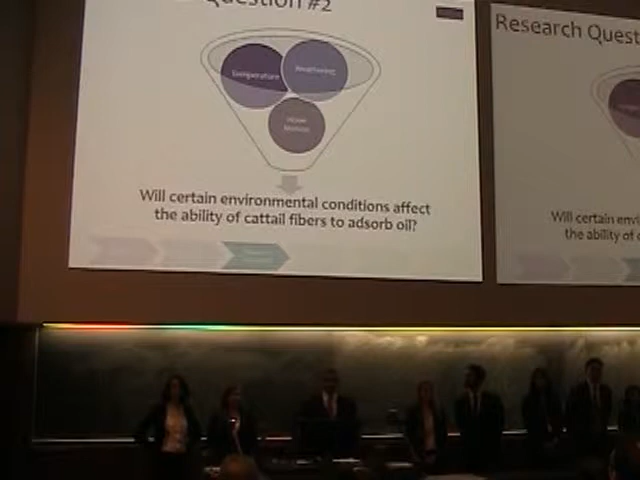 Question #2
Temperature
Weathering
Will certain environmental conditions affect
the ability of cattail fibers to adsorb oil?
Research Quest
Will certain envi
the ability of c